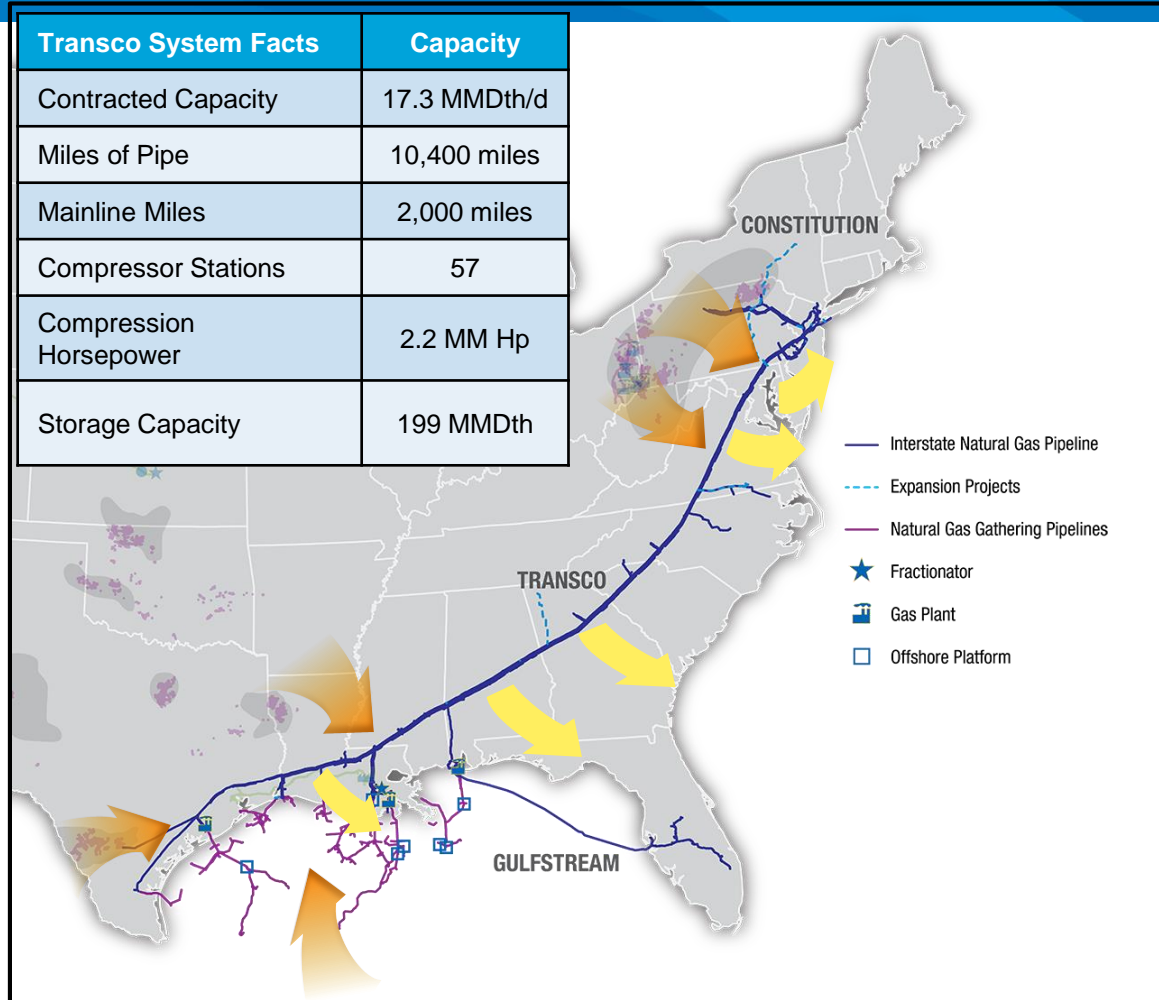 Transco System Facts Capacity
Contracted Capacity 17.3 MMDth/d
Miles of Pipe 10,400 miles
Mainline Miles 2,000 miles
Compressor Stations 57
Compression
Horsepower 2.2 MM Hp
Storage Capacity 199 MMDth
CONSTITUTION
Interstate Natural Gas Pipeline
Expansion Projects
Natural Gas Gathering Pipelines
Fractionator
Gas Plant
Offshore Platform
TRANSCO
GULFSTREAM